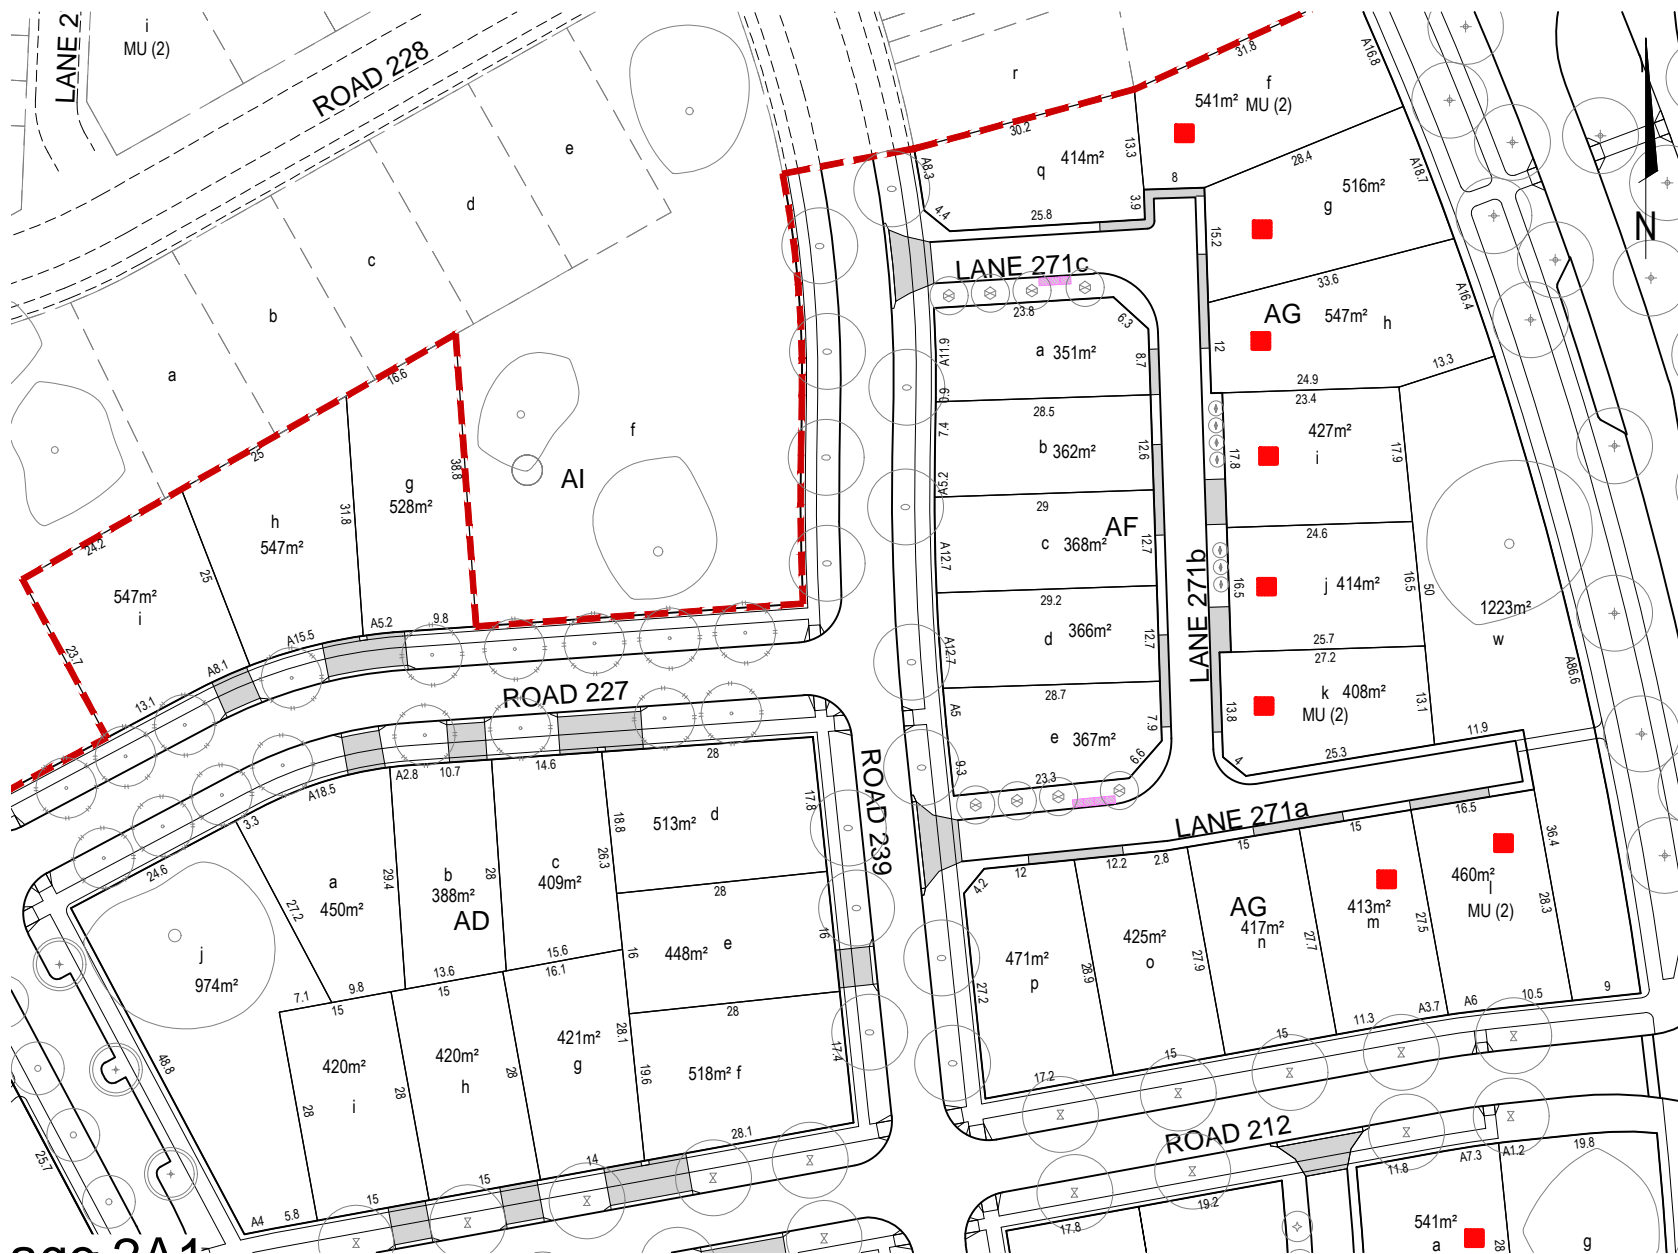 LANE 2
i
MU (2)
ROAD 228
e
d
c
b
a
r
31.8
A16.8
f
541m²
MU (2)
30.2
13.3
414m²
q
A8.3
4.4
25.8
3.9
8
28.4
A18.7
516m²
g
N
15.2
LANE 271c
33.6
A16.4
AG
547m²
h
12
23.8
6.3
a 351m²
A11.9
8.7
0.9
24.9
13.3
23.4
16.6
25
f
AI
g
528m²
38.8
31.8
h
547m²
24.2
25
547m²
i
23.7
28.5
7.4
b 362m²
12.6
A5.2
427m²
i
17.8
17.9
29
AF
c 368m²
12.7
A12.7
24.6
LANE 271b
j 414m²
16.5
16.5
50
1223m²
w
29.2
d 366m²
12.7
A12.7
25.7
27.2
A86.6
28.7
A5
e 367m²
7.9
6.6
9.3
23.3
k 408m²
MU (2)
13.8
13.1
4
25.3
11.9
9.8
A5.2
A15.5
A8.1
13.1
ROAD 227
28
14.6
10.7
A2.8
A18.5
3.3
24.6
ROAD 239
17.8
18.8
513m² d
26.3
c
409m²
28
b
388m²
AD
29.4
a
450m²
27.2
28
448m² e
16
16
j
974m²
15.6
16.1
13.6
15
9.8
7.1
15
28
28.1
421m²
g
420m²
h
28
420m²
i
28
28
48.8
518m² f
17.4
19.6
28.1
14
15
15
5.8
A4
25.7
LANE 271a
16.5
15
15
2.8
12.2
12
4.2
36.4
460m²
l
MU (2)
28.3
413m²
m
27.5
AG
417m²
n
27.7
425m²
o
27.9
471m²
p
28.9
27.2
9
10.5
A6
A3.7
11.3
15
15
17.2
ROAD 212
19.8
A1.2
A7.3
11.8
19.2
17.8
541m²
a
28
g
age 2A1